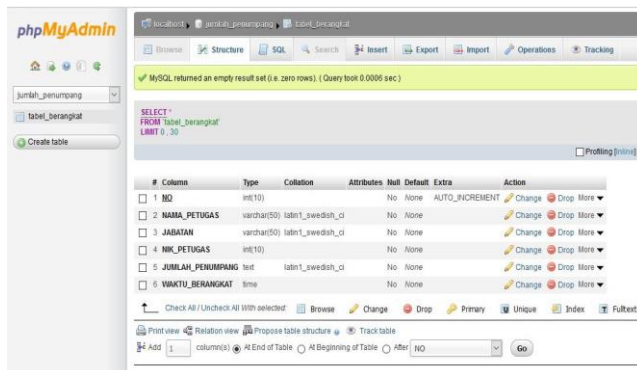 phpMyAdmin
localhost ▸ jumlah_penumpang ▸ tabel_berangkat
Browse Structure SQL Search Insert Export Import Operations Tracking
jumlah_penumpang
tabel_berangkat
Create table
MySQL returned an empty result set (i.e. zero rows). ( Query took 0.0006 sec )
SELECT *
FROM `tabel_berangkat`
LIMIT 0 , 30
Profiling [Inline]
# Column Type Collation Attributes Null Default Extra Action
1 NO int(10) No None AUTO_INCREMENT Change Drop More
2 NAMA_PETUGAS varchar(50) latin1_swedish_ci No None Change Drop More
3 JABATAN varchar(50) latin1_swedish_ci No None Change Drop More
4 NIK_PETUGAS int(10) No None Change Drop More
5 JUMLAH_PENUMPANG text latin1_swedish_ci No None Change Drop More
6 WAKTU_BERANGKAT time No None Change Drop More
Check All / Uncheck All With selected: Browse Change Drop Primary Unique Index Fulltext
Print view Relation view Propose table structure Track table
Add 1 column(s) At End of Table At Beginning of Table After NO Go